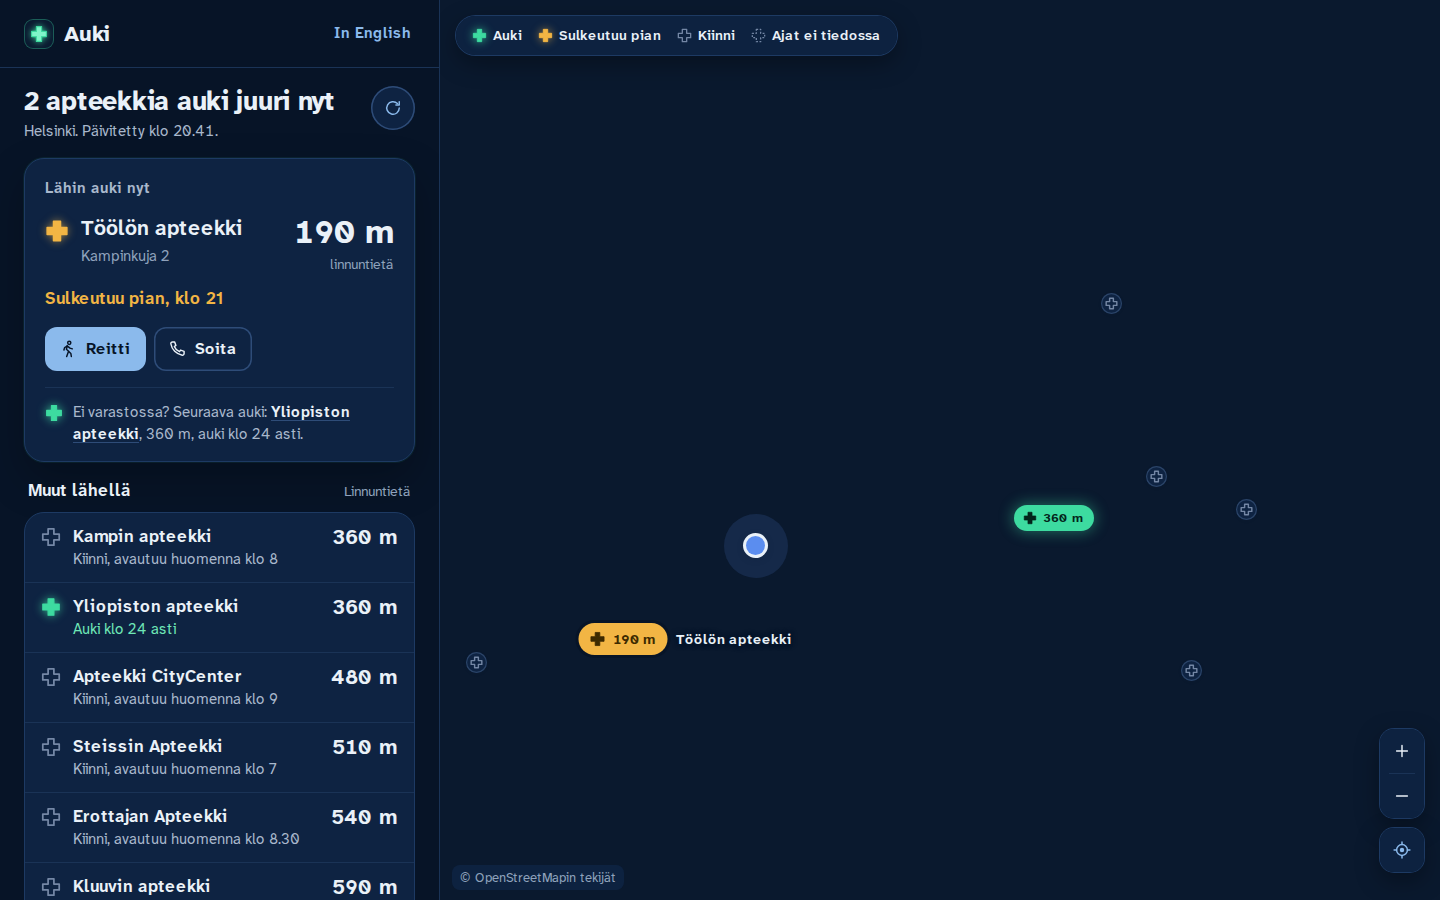 Auki
In English
2 apteekkia auki juuri nyt
Helsinki. Päivitetty klo 20.41.
Lähin auki nyt
Töölön apteekki
190 m
Kampinkuja 2
linnuntietä
Sulkeutuu pian, klo 21
Reitti
Soita
Ei varastossa? Seuraava auki: Yliopiston
apteekki, 360 m, auki klo 24 asti.
Muut lähellä
Linnuntietä
Kampin apteekki
360 m
Kiinni, avautuu huomenna klo 8
Yliopiston apteekki
360 m
Auki klo 24 asti
Apteekki CityCenter
480 m
Kiinni, avautuu huomenna klo 9
Steissin Apteekki
510 m
Kiinni, avautuu huomenna klo 7
Erottajan Apteekki
540 m
Kiinni, avautuu huomenna klo 8.30
Kluuvin apteekki
590 m
Auki
Sulkeutuu pian
Kiinni
Ajat ei tiedossa
360 m
190 m
Töölön apteekki
+
−
© OpenStreetMapin tekijät